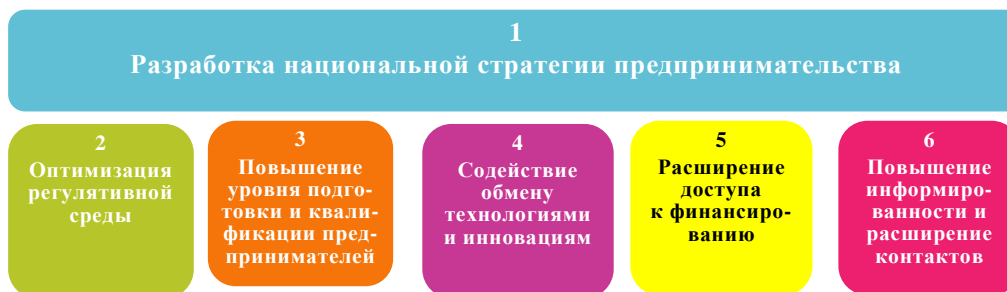 1
Разработка национальной стратегии предпринимательства
2
Оптимизация
регулятивной
среды
3
Повышение
уровня подго-
товки и квали-
фикации пред-
принимателей
4
Содействие
обмену
технологиями
и инновациям
5
Расширение
доступа
к финансиро-
ванию
6
Повышение
информиро-
ванности и
расширение
контактов